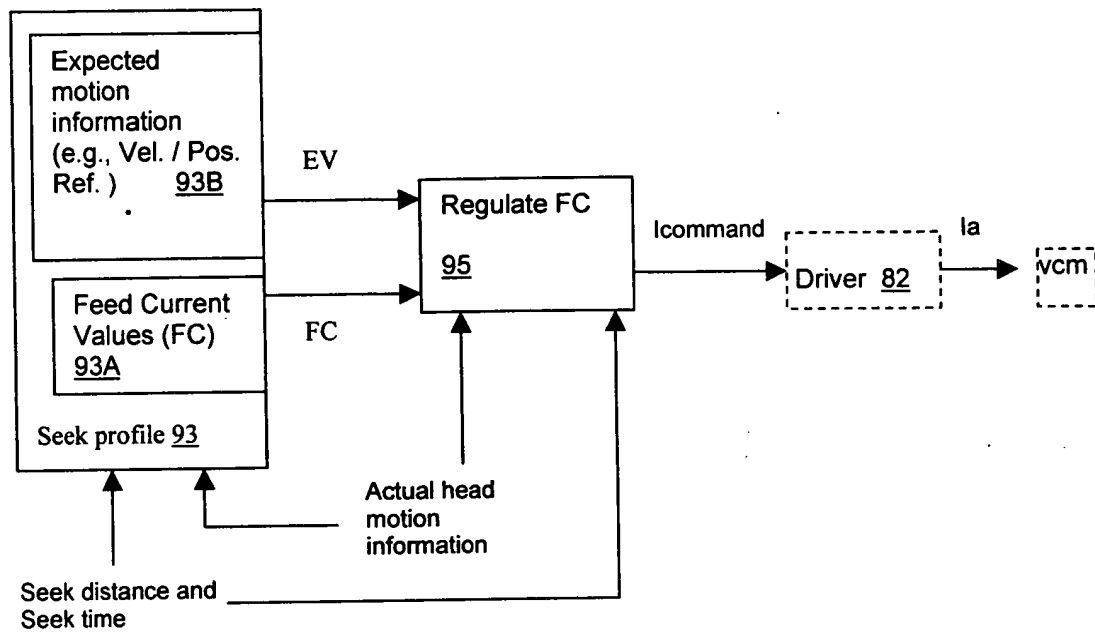 Expected
motion
information
(e.g., Vel. / Pos.
Ref. ) 93B
EV
Regulate FC
95
Icommand
Ia
Driver 82
vcm
Feed Current
Values (FC)
93A
FC
Seek profile 93
Actual head
motion
information
Seek distance and
Seek time